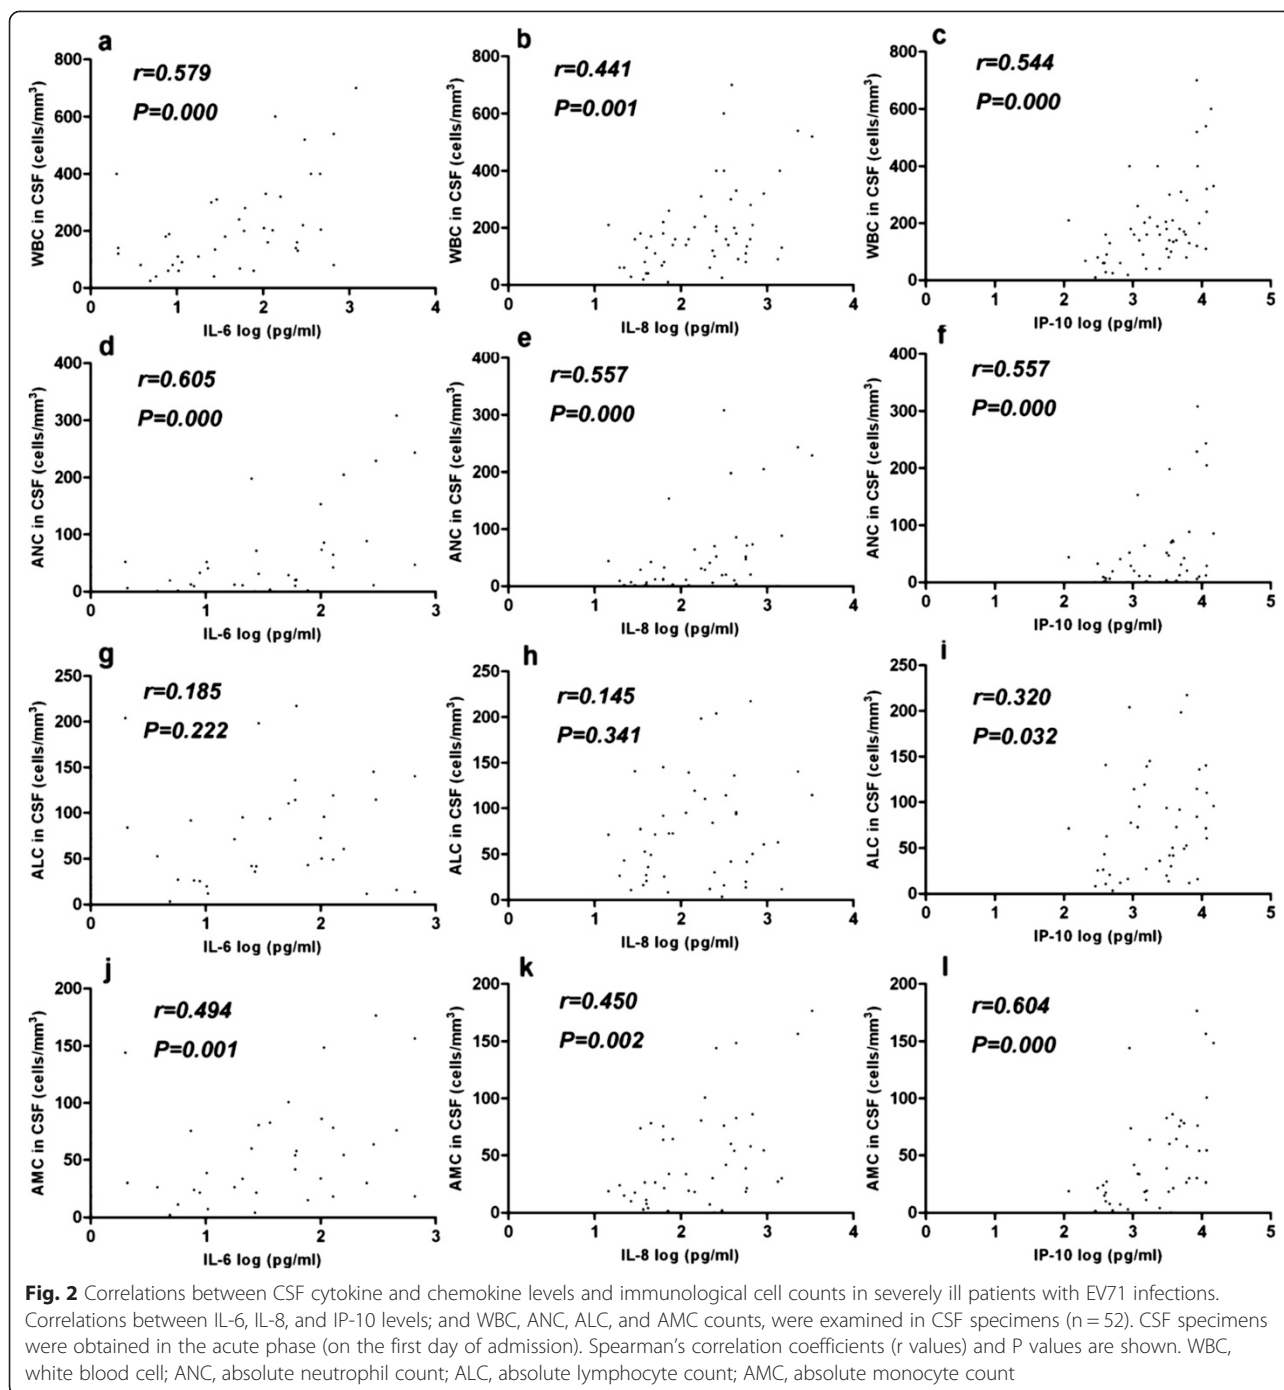 a
800
600
400
200
0
WBC in CSF (cells/mm³)
r=0.579
P=0.000
0 1 2 3 4
IL-6 log (pg/ml)
b
800
600
400
200
0
WBC in CSF (cells/mm³)
r=0.441
P=0.001
0 1 2 3 4
IL-8 log (pg/ml)
c
800
600
400
200
0
WBC in CSF (cells/mm³)
r=0.544
P=0.000
0 1 2 3 4 5
IP-10 log (pg/ml)
d
400
300
200
100
0
ANC in CSF (cells/mm³)
r=0.605
P=0.000
0 1 2 3
IL-6 log (pg/ml)
e
400
300
200
100
0
ANC in CSF (cells/mm³)
r=0.557
P=0.000
0 1 2 3 4
IL-8 log (pg/ml)
f
400
300
200
100
0
ANC in CSF (cells/mm³)
r=0.557
P=0.000
0 1 2 3 4 5
IP-10 log (pg/ml)
g
250
200
150
100
50
0
ALC in CSF (cells/mm³)
r=0.185
P=0.222
0 1 2 3
IL-6 log (pg/ml)
h
250
200
150
100
50
0
ALC in CSF (cells/mm³)
r=0.145
P=0.341
0 1 2 3 4
IL-8 log (pg/ml)
i
250
200
150
100
50
0
ALC in CSF (cells/mm³)
r=0.320
P=0.032
0 1 2 3 4 5
IP-10 log (pg/ml)
j
200
150
100
50
0
AMC in CSF (cells/mm³)
r=0.494
P=0.001
0 1 2 3
IL-6 log (pg/ml)
k
200
150
100
50
0
AMC in CSF (cells/mm³)
r=0.450
P=0.002
0 1 2 3 4
IL-8 log (pg/ml)
l
200
150
100
50
0
AMC in CSF (cells/mm³)
r=0.604
P=0.000
0 1 2 3 4 5
IP-10 log (pg/ml)
Fig. 2 Correlations between CSF cytokine and chemokine levels and immunological cell counts in severely ill patients with EV71 infections.
Correlations between IL-6, IL-8, and IP-10 levels; and WBC, ANC, ALC, and AMC counts, were examined in CSF specimens (n = 52). CSF specimens
were obtained in the acute phase (on the first day of admission). Spearman's correlation coefficients (r values) and P values are shown. WBC,
white blood cell; ANC, absolute neutrophil count; ALC, absolute lymphocyte count; AMC, absolute monocyte count